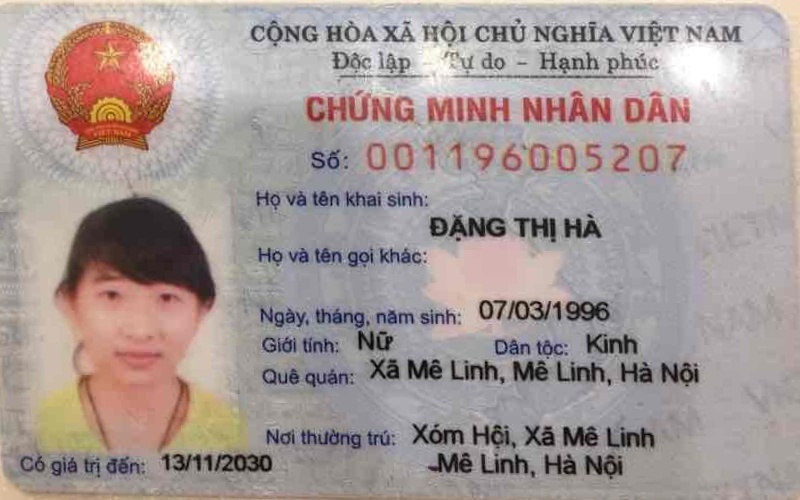 CỘNG HÒA XÃ HỘI CHỦ NGHĨA VIỆT NAM
Độc lập - Tự do - Hạnh phúc
CHỨNG MINH NHÂN DÂN
Số: 001196005207
Họ và tên khai sinh:
ĐẶNG THỊ HÀ
Họ và tên gọi khác:
Ngày, tháng, năm sinh: 07/03/1996
Giới tính: Nữ Dân tộc: Kinh
Quê quán: Xã Mê Linh, Mê Linh, Hà Nội
Nơi thường trú: Xóm Hội, Xã Mê Linh
Mê Linh, Hà Nội
Có giá trị đến: 13/11/2030